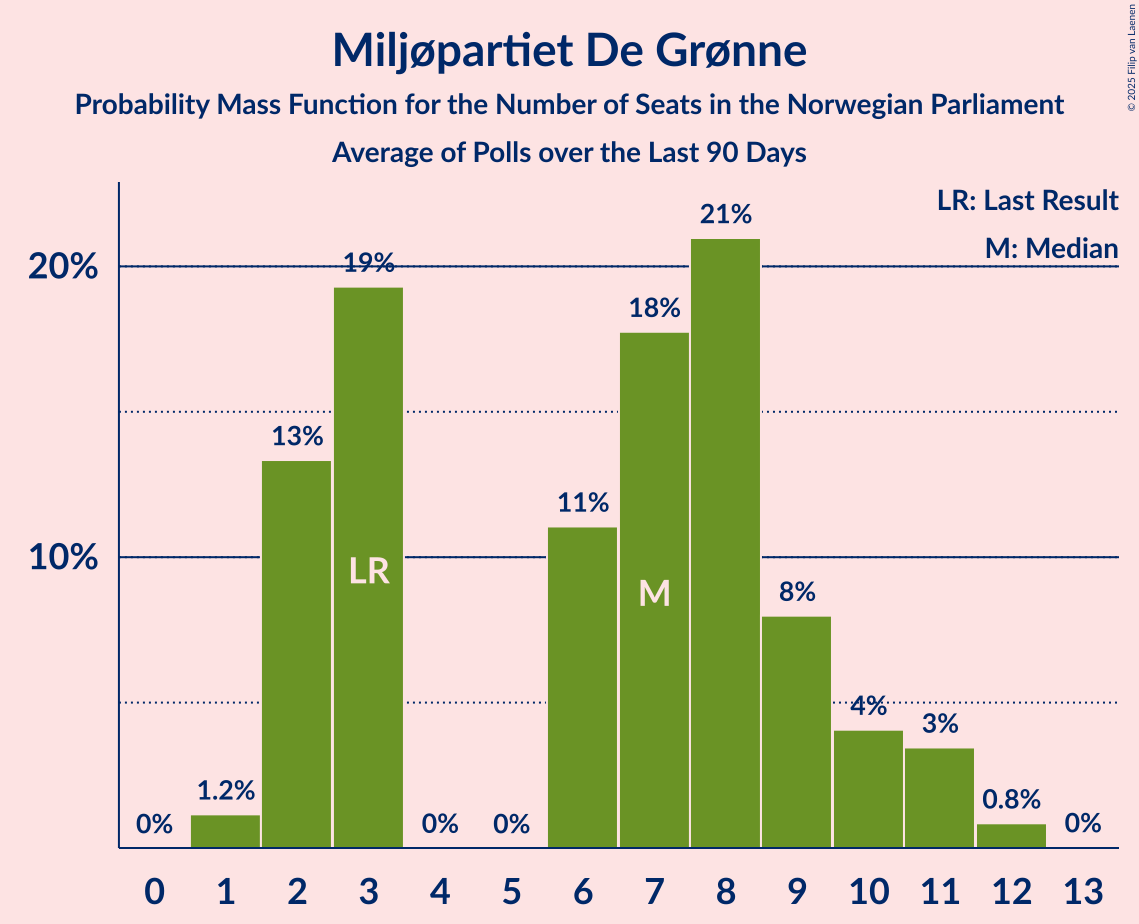 Miljøpartiet De Grønne
Probability Mass Function for the Number of Seats in the Norwegian Parliament
Average of Polls over the Last 90 Days
© 2025 Filip van Laenen
LR: Last Result
M: Median
20%
10%
0%
1.2%
13%
19%
0%
0%
11%
18%
21%
8%
4%
3%
0.8%
0%
LR
M
0 1 2 3 4 5 6 7 8 9 10 11 12 13